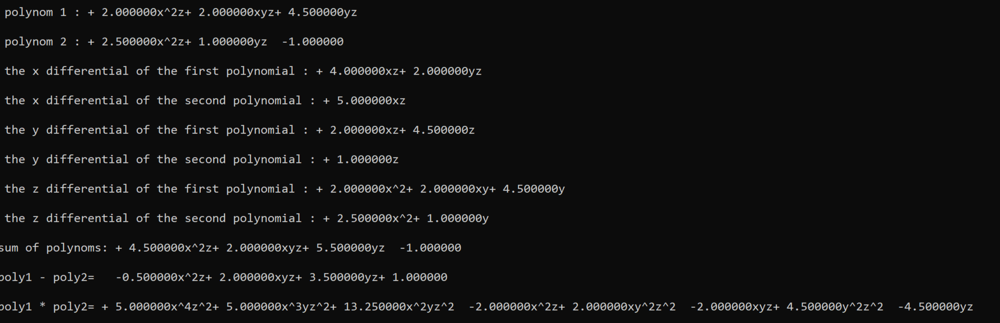 polynom 1 : + 2.000000x^2z+ 2.000000xyz+ 4.500000yz
polynom 2 : + 2.500000x^2z+ 1.000000yz  -1.000000
the x differential of the first polynomial : + 4.000000xz+ 2.000000yz
the x differential of the second polynomial : + 5.000000xz
the y differential of the first polynomial : + 2.000000xz+ 4.500000z
the y differential of the second polynomial : + 1.000000z
the z differential of the first polynomial : + 2.000000x^2+ 2.000000xy+ 4.500000y
the z differential of the second polynomial : + 2.500000x^2+ 1.000000y
sum of polynoms: + 4.500000x^2z+ 2.000000xyz+ 5.500000yz  -1.000000
poly1 - poly2=   -0.500000x^2z+ 2.000000xyz+ 3.500000yz+ 1.000000
poly1 * poly2= + 5.000000x^4z^2+ 5.000000x^3yz^2+ 13.250000x^2yz^2  -2.000000x^2z+ 2.000000xy^2z^2  -2.000000xyz+ 4.500000y^2z^2  -4.500000yz